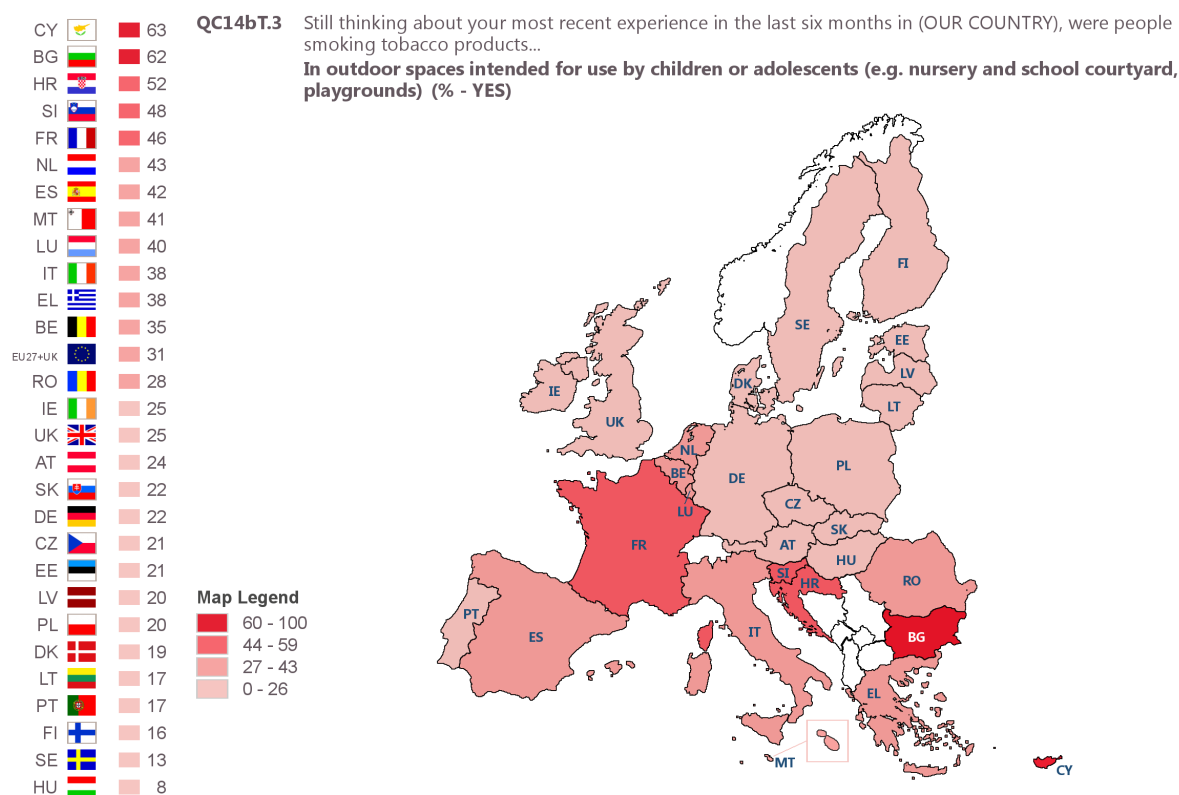 QC14bT.3 Still thinking about your most recent experience in the last six months in (OUR COUNTRY), were people
smoking tobacco products...
In outdoor spaces intended for use by children or adolescents (e.g. nursery and school courtyard,
playgrounds) (% - YES)
CY 63
BG 62
HR 52
SI 48
FR 46
NL 43
ES 42
MT 41
LU 40
IT 38
EL 38
BE 35
EU27+UK 31
RO 28
IE 25
UK 25
AT 24
SK 22
DE 22
CZ 21
EE 21
LV 20
PL 20
DK 19
LT 17
PT 17
FI 16
SE 13
HU 8
Map Legend
60 - 100
44 - 59
27 - 43
0 - 26
FI
SE
EE
LV
LT
DK
IE
UK
NL
BE
LU
DE
PL
CZ
SK
AT
HU
FR
SI
HR
RO
PT
ES
IT
BG
EL
MT
CY